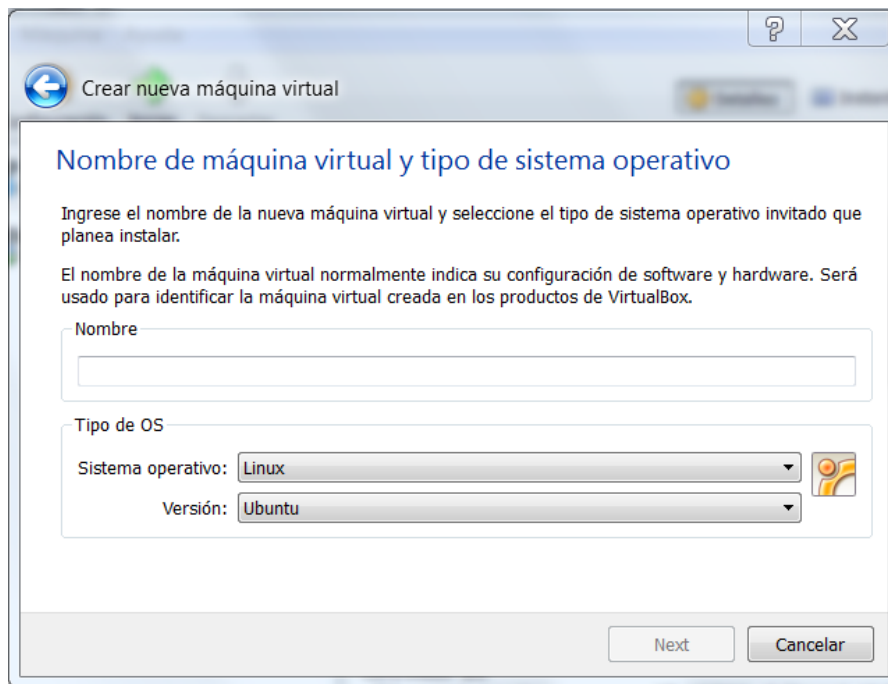 Crear nueva máquina virtual
Nombre de máquina virtual y tipo de sistema operativo
Ingrese el nombre de la nueva máquina virtual y seleccione el tipo de sistema operativo invitado que
planea instalar.
El nombre de la máquina virtual normalmente indica su configuración de software y hardware. Será
usado para identificar la máquina virtual creada en los productos de VirtualBox.
Nombre
Tipo de OS
Sistema operativo: Linux
Versión: Ubuntu
Next Cancelar